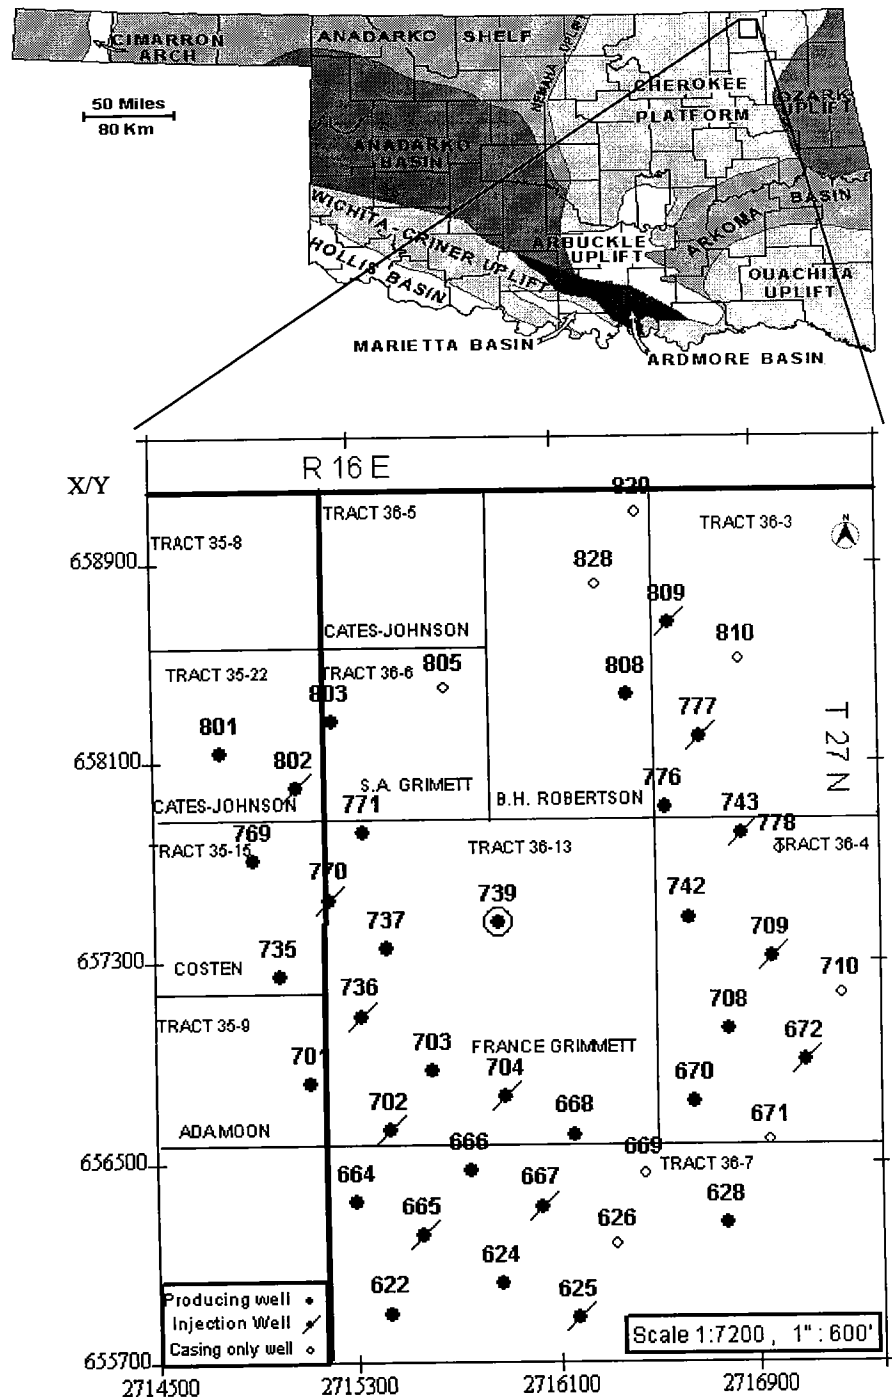 CIMARRON
ARCH
ANADARKO SHELF
NEMAHA UPLIFT
CHEROKEE
PLATFORM
OZARK
UPLIFT
50 Miles
80 Km
ANADARKO
BASIN
WICHITA-CRINER UPLIFT
HOLLIS BASIN
ARBUCKLE
UPLIFT
ARKOMA BASIN
OUACHITA
UPLIFT
MARIETTA BASIN
ARDMORE BASIN
R 16 E
X/Y
TRACT 36-5
TRACT 36-3
N
TRACT 35-8
658900
828
809
CATES-JOHNSON
810
TRACT 35-22
TRACT 36-6
805
808
803
801
777
T 27 N
802
658100
S.A. GRIMETT
B.H. ROBERTSON
776
CATES-JOHNSON
771
743
778
769
TRACT 35-15
TRACT 36-13
TRACT 36-4
770
739
742
737
709
735
657300
COSTEN
710
736
708
TRACT 35-9
672
701
703
FRANCE GRIMMETT
704
670
702
668
671
ADAMOON
666
669
656500
TRACT 36-7
664
667
628
665
626
624
622
625
Producing well
Injection Well
Casing only well
Scale 1:7200 , 1" : 600'
655700
2714500
2715300
2716100
2716900